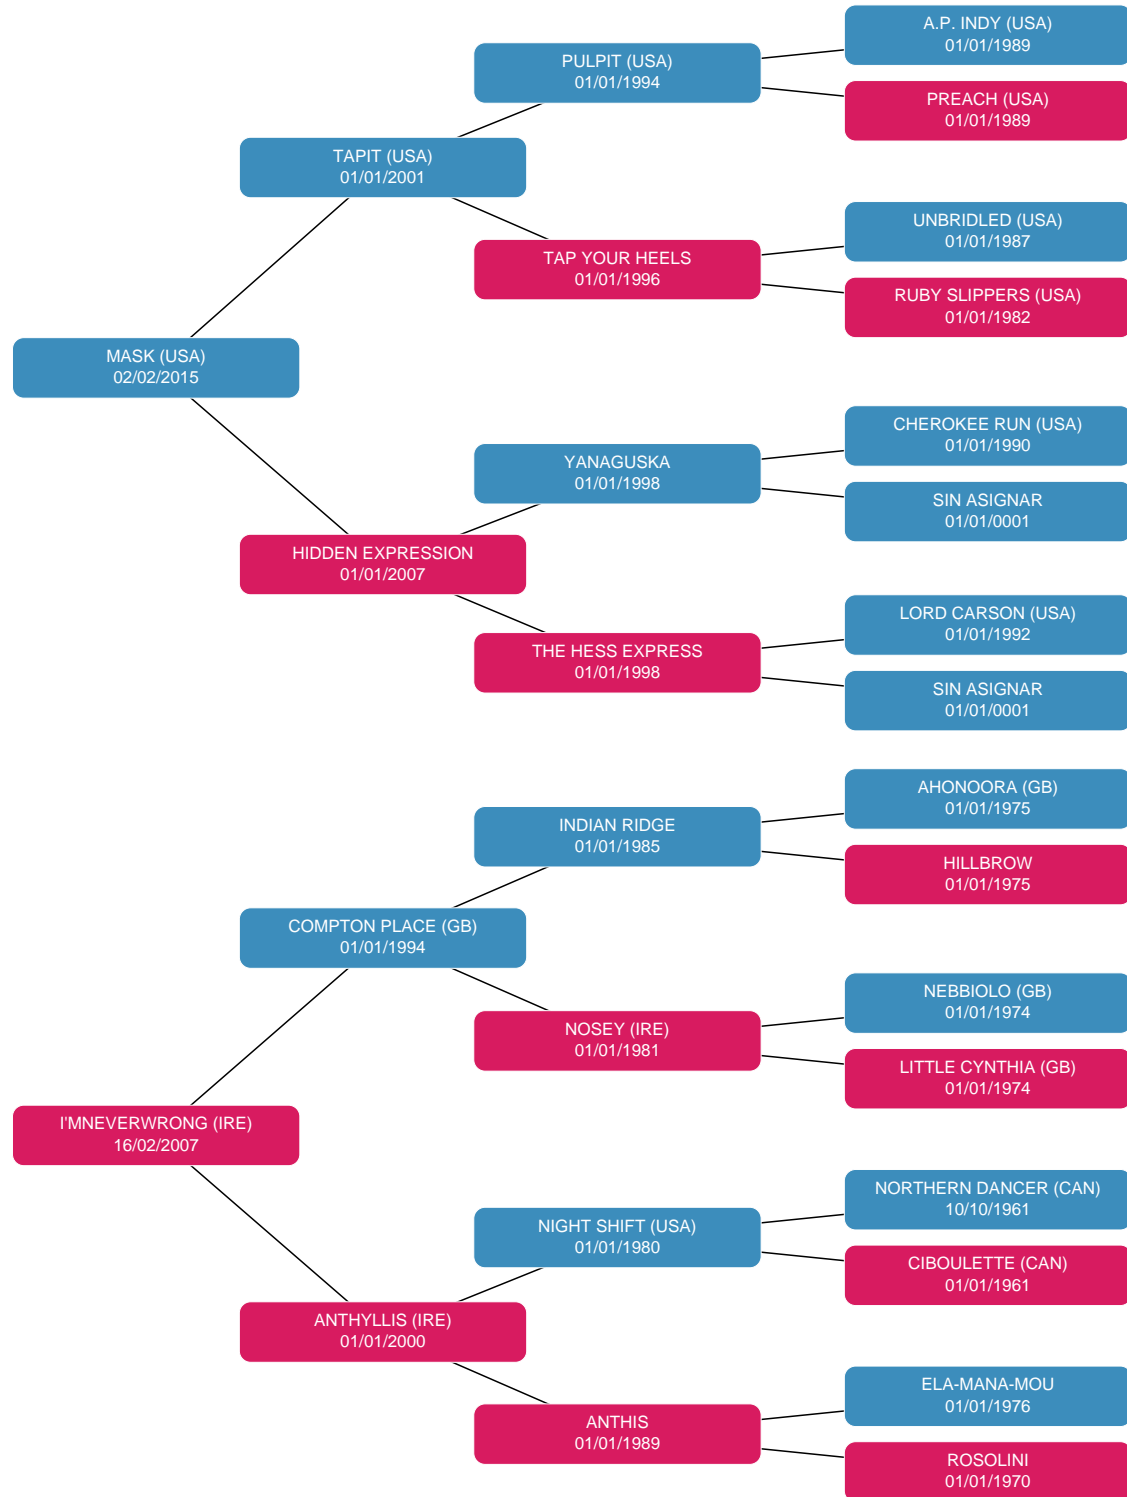 A.P. INDY (USA)
01/01/1989
PULPIT (USA)
01/01/1994
PREACH (USA)
01/01/1989
TAPIT (USA)
01/01/2001
UNBRIDLED (USA)
01/01/1987
TAP YOUR HEELS
01/01/1996
RUBY SLIPPERS (USA)
01/01/1982
MASK (USA)
02/02/2015
CHEROKEE RUN (USA)
01/01/1990
YANAGUSKA
01/01/1998
SIN ASIGNAR
01/01/0001
HIDDEN EXPRESSION
01/01/2007
LORD CARSON (USA)
01/01/1992
THE HESS EXPRESS
01/01/1998
SIN ASIGNAR
01/01/0001
AHONOORA (GB)
01/01/1975
INDIAN RIDGE
01/01/1985
HILLBROW
01/01/1975
COMPTON PLACE (GB)
01/01/1994
NEBBIOLO (GB)
01/01/1974
NOSEY (IRE)
01/01/1981
LITTLE CYNTHIA (GB)
01/01/1974
I'MNEVERWRONG (IRE)
16/02/2007
NORTHERN DANCER (CAN)
10/10/1961
NIGHT SHIFT (USA)
01/01/1980
CIBOULETTE (CAN)
01/01/1961
ANTHYLLIS (IRE)
01/01/2000
ELA-MANA-MOU
01/01/1976
ANTHIS
01/01/1989
ROSOLINI
01/01/1970